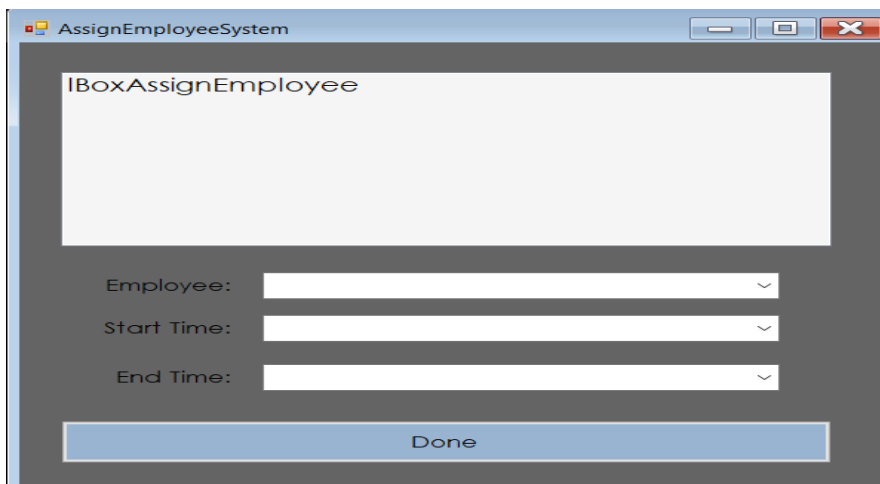 AssignEmployeeSystem
lBoxAssignEmployee
Employee:
Start Time:
End Time:
Done